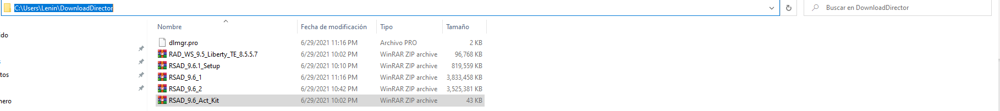 C:\Users\Lenin\DownloadDirector
Buscar en DownloadDirector
Nombre Fecha de modificación Tipo Tamaño
ido
dlmgr.pro 6/29/2021 11:16 PM Archivo PRO 2 KB
RAD_WS_9.5_Liberty_TE_8.5.5.7 6/29/2021 10:02 PM WinRAR ZIP archive 96,768 KB
RSAD_9.6.1_Setup 6/29/2021 10:10 PM WinRAR ZIP archive 819,559 KB
tos
RSAD_9.6_1 6/29/2021 11:16 PM WinRAR ZIP archive 3,833,458 KB
RSAD_9.6_2 6/29/2021 10:42 PM WinRAR ZIP archive 3,525,381 KB
nero
RSAD_9.6_Act_Kit 6/29/2021 10:02 PM WinRAR ZIP archive 43 KB